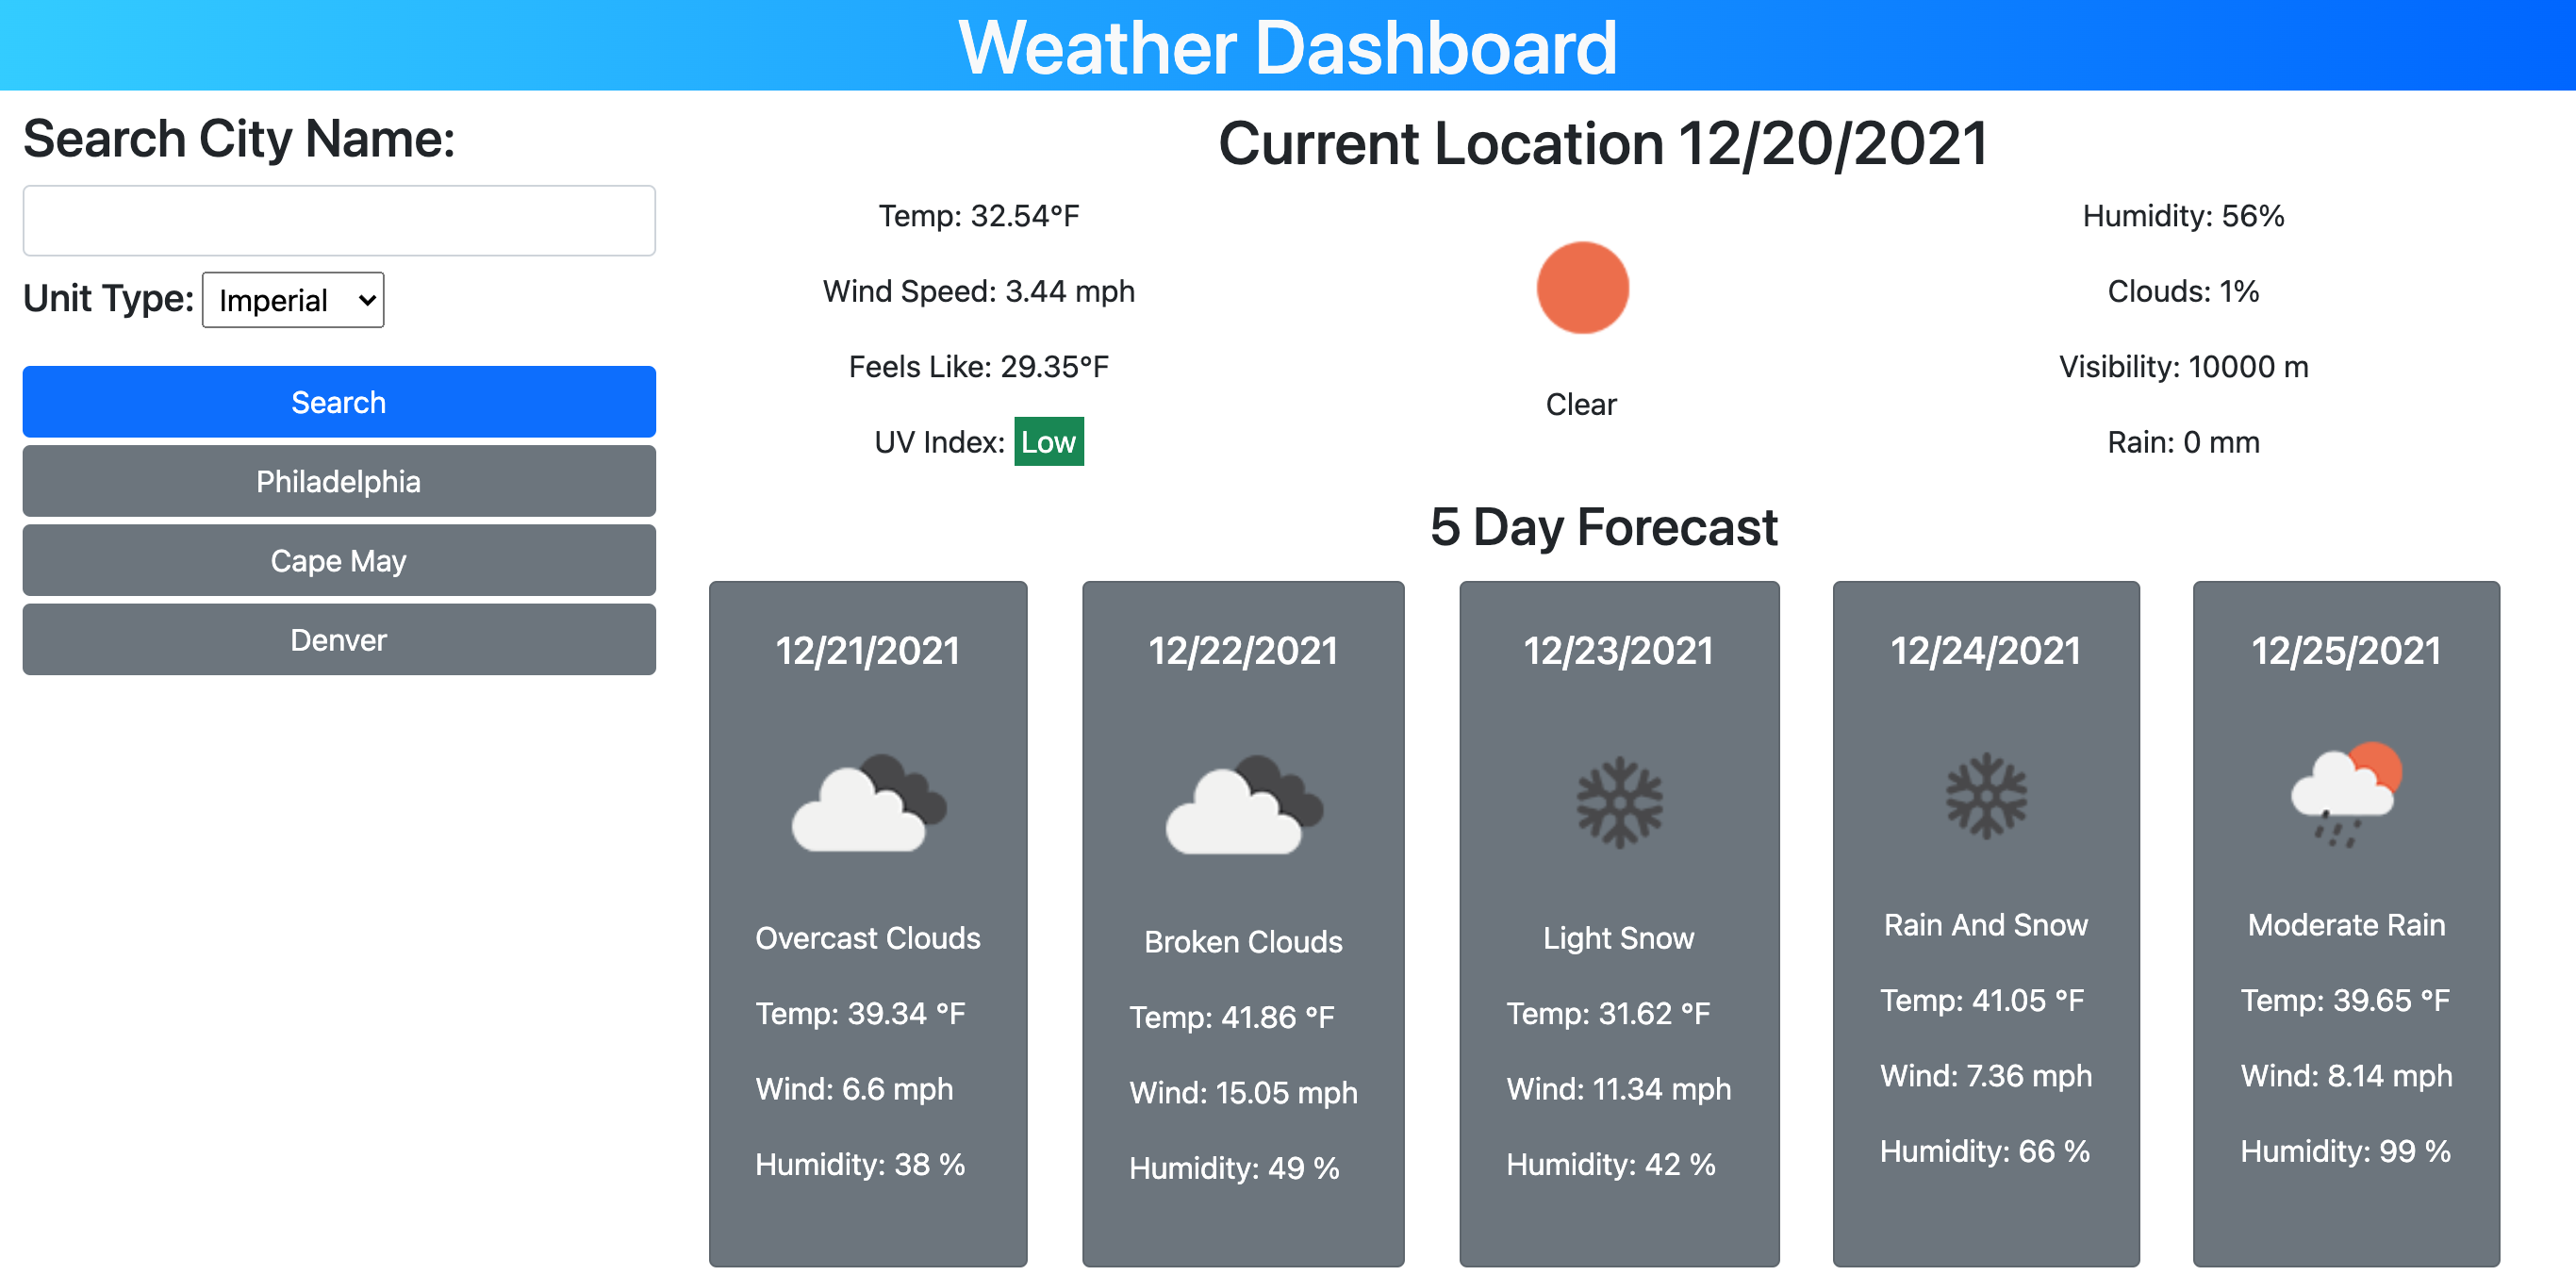 Weather Dashboard
Search City Name:
Unit Type: Imperial
Search
Philadelphia
Cape May
Denver
Current Location 12/20/2021
Temp: 32.54°F
Wind Speed: 3.44 mph
Feels Like: 29.35°F
UV Index: Low
Clear
Humidity: 56%
Clouds: 1%
Visibility: 10000 m
Rain: 0 mm
5 Day Forecast
12/21/2021
Overcast Clouds
Temp: 39.34 °F
Wind: 6.6 mph
Humidity: 38 %
12/22/2021
Broken Clouds
Temp: 41.86 °F
Wind: 15.05 mph
Humidity: 49 %
12/23/2021
Light Snow
Temp: 31.62 °F
Wind: 11.34 mph
Humidity: 42 %
12/24/2021
Rain And Snow
Temp: 41.05 °F
Wind: 7.36 mph
Humidity: 66 %
12/25/2021
Moderate Rain
Temp: 39.65 °F
Wind: 8.14 mph
Humidity: 99 %